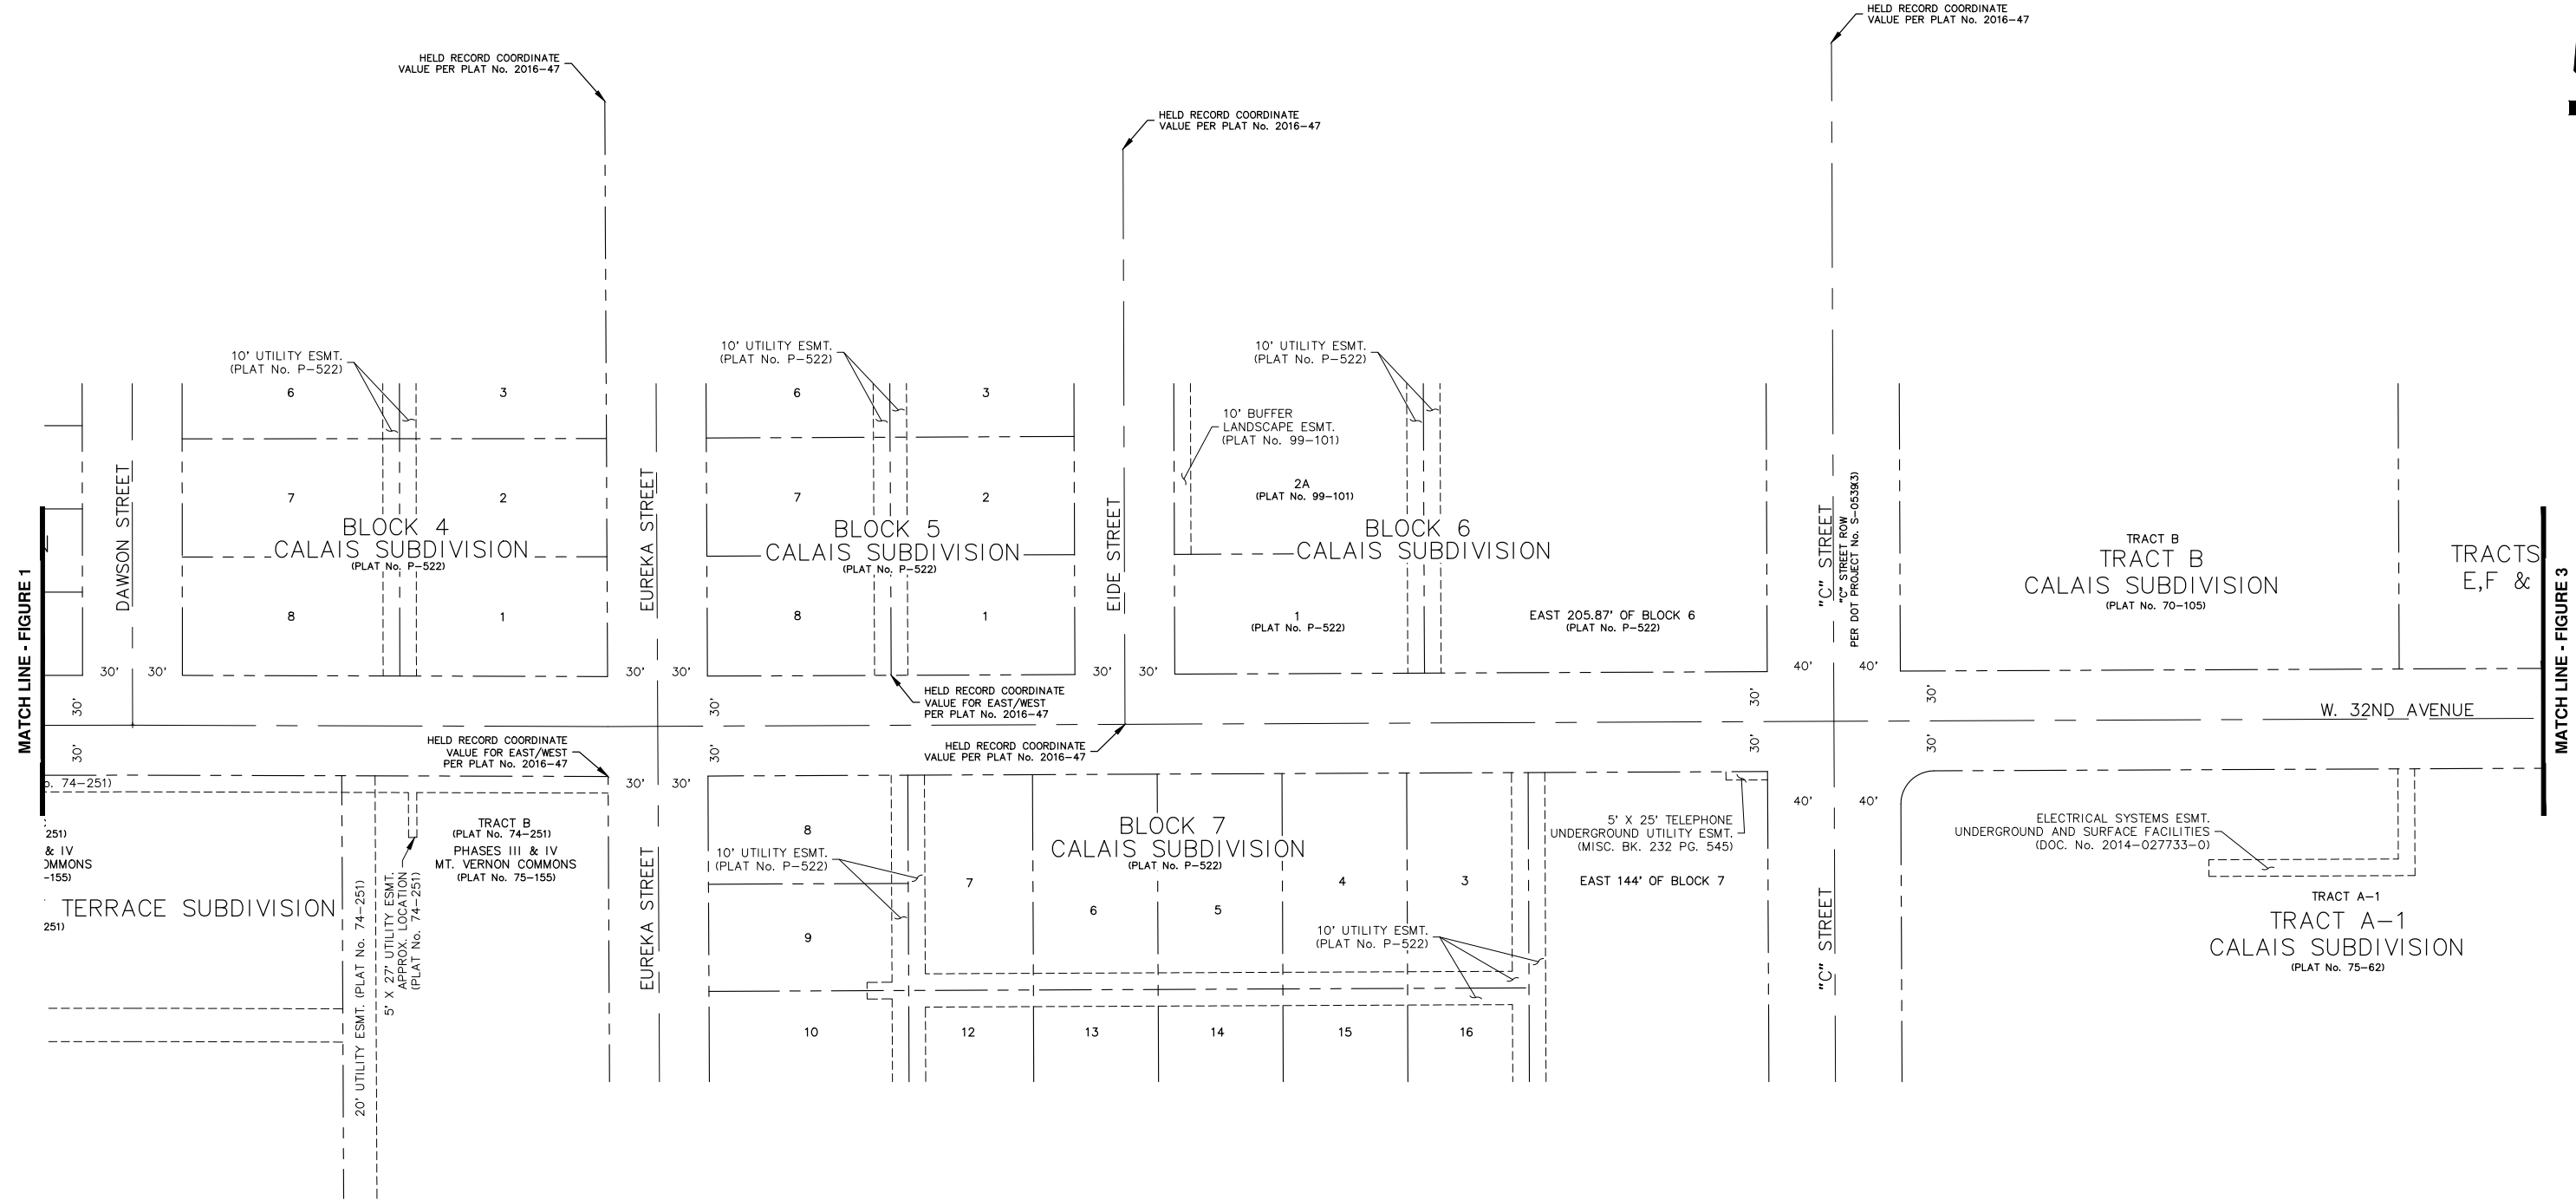 HELD RECORD COORDINATE
VALUE PER PLAT No. 2016-47
HELD RECORD COORDINATE
VALUE PER PLAT No. 2016-47
HELD RECORD COORDINATE
VALUE PER PLAT No. 2016-47
10' UTILITY ESMT.
(PLAT No. P-522)
10' UTILITY ESMT.
(PLAT No. P-522)
10' UTILITY ESMT.
(PLAT No. P-522)
10' BUFFER
LANDSCAPE ESMT.
(PLAT No. 99-101)
MATCH LINE - FIGURE 1
DAWSON STREET
6
3
7
2
BLOCK 4
CALAIS SUBDIVISION
(PLAT No. P-522)
8
1
EUREKA STREET
6
3
7
2
BLOCK 5
CALAIS SUBDIVISION
(PLAT No. P-522)
8
1
EIDE STREET
2A
(PLAT No. 99-101)
BLOCK 6
CALAIS SUBDIVISION
1
(PLAT No. P-522)
EAST 205.87' OF BLOCK 6
(PLAT No. P-522)
"C" STREET
"C" STREET ROW
PER DOT PROJECT No. S-0539(3)
TRACT B
TRACT B
CALAIS SUBDIVISION
(PLAT No. 70-105)
TRACTS
E,F &
MATCH LINE - FIGURE 3
30'
30'
30'
30'
30'
30'
40'
40'
30'
30'
30'
30'
HELD RECORD COORDINATE
VALUE FOR EAST/WEST
PER PLAT No. 2016-47
W. 32ND AVENUE
HELD RECORD COORDINATE
VALUE FOR EAST/WEST
PER PLAT No. 2016-47
HELD RECORD COORDINATE
VALUE PER PLAT No. 2016-47
30'
30'
30'
30'
30'
30'
40'
40'
74-251)
251)
& IV
-155)
TERRACE SUBDIVISION
251)
20' UTILITY ESMT. (PLAT No. 74-251)
5' X 27' UTILITY ESMT.
APPROX. LOCATION
(PLAT No. 74-251)
TRACT B
(PLAT No. 74-251)
PHASES III & IV
MT. VERNON COMMONS
(PLAT No. 75-155)
EUREKA STREET
8
10' UTILITY ESMT.
(PLAT No. P-522)
9
10
BLOCK 7
CALAIS SUBDIVISION
(PLAT No. P-522)
7
6
5
4
3
10' UTILITY ESMT.
(PLAT No. P-522)
12
13
14
15
16
5' X 25' TELEPHONE
UNDERGROUND UTILITY ESMT.
(MISC. BK. 232 PG. 545)
EAST 144' OF BLOCK 7
"C" STREET
ELECTRICAL SYSTEMS ESMT.
UNDERGROUND AND SURFACE FACILITIES
(DOC. No. 2014-027733-0)
TRACT A-1
TRACT A-1
CALAIS SUBDIVISION
(PLAT No. 75-62)